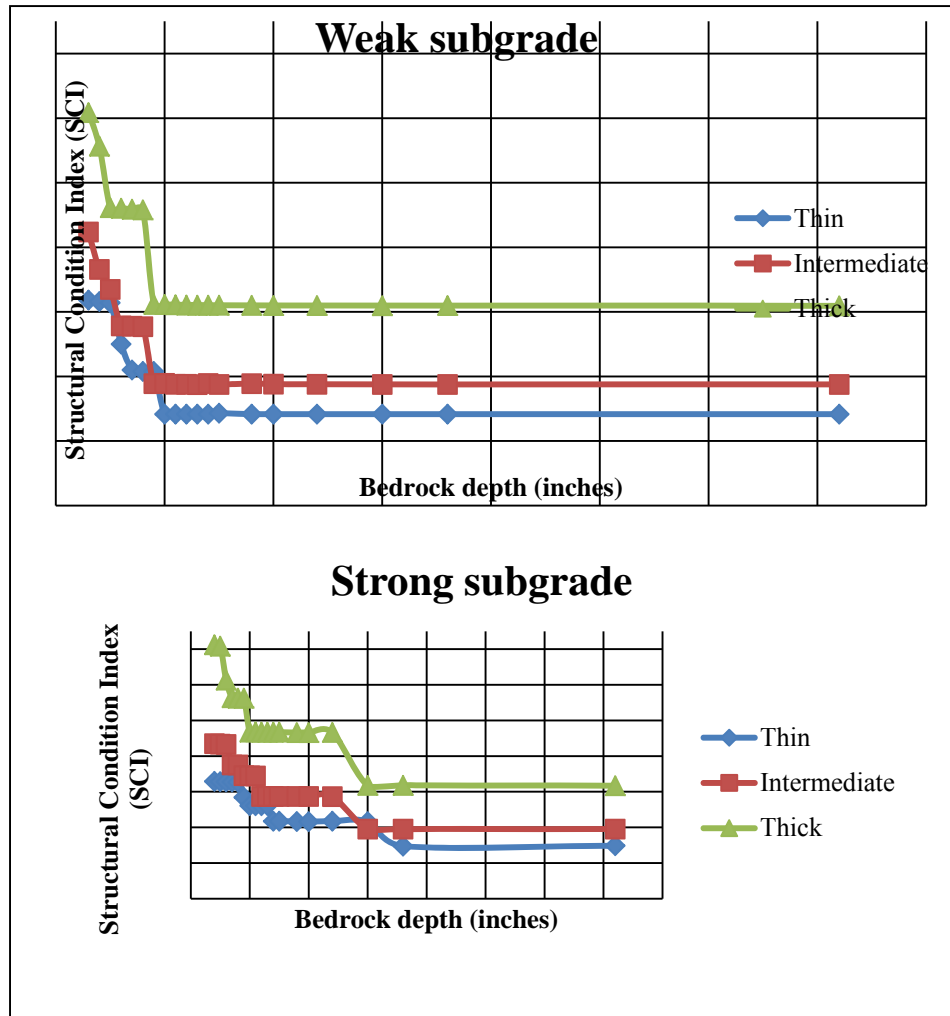 Weak subgrade
Structural Condition Index (SCI)
Thin
Intermediate
Thick
Bedrock depth (inches)
Strong subgrade
Structural Condition Index
(SCI)
Thin
Intermediate
Thick
Bedrock depth (inches)